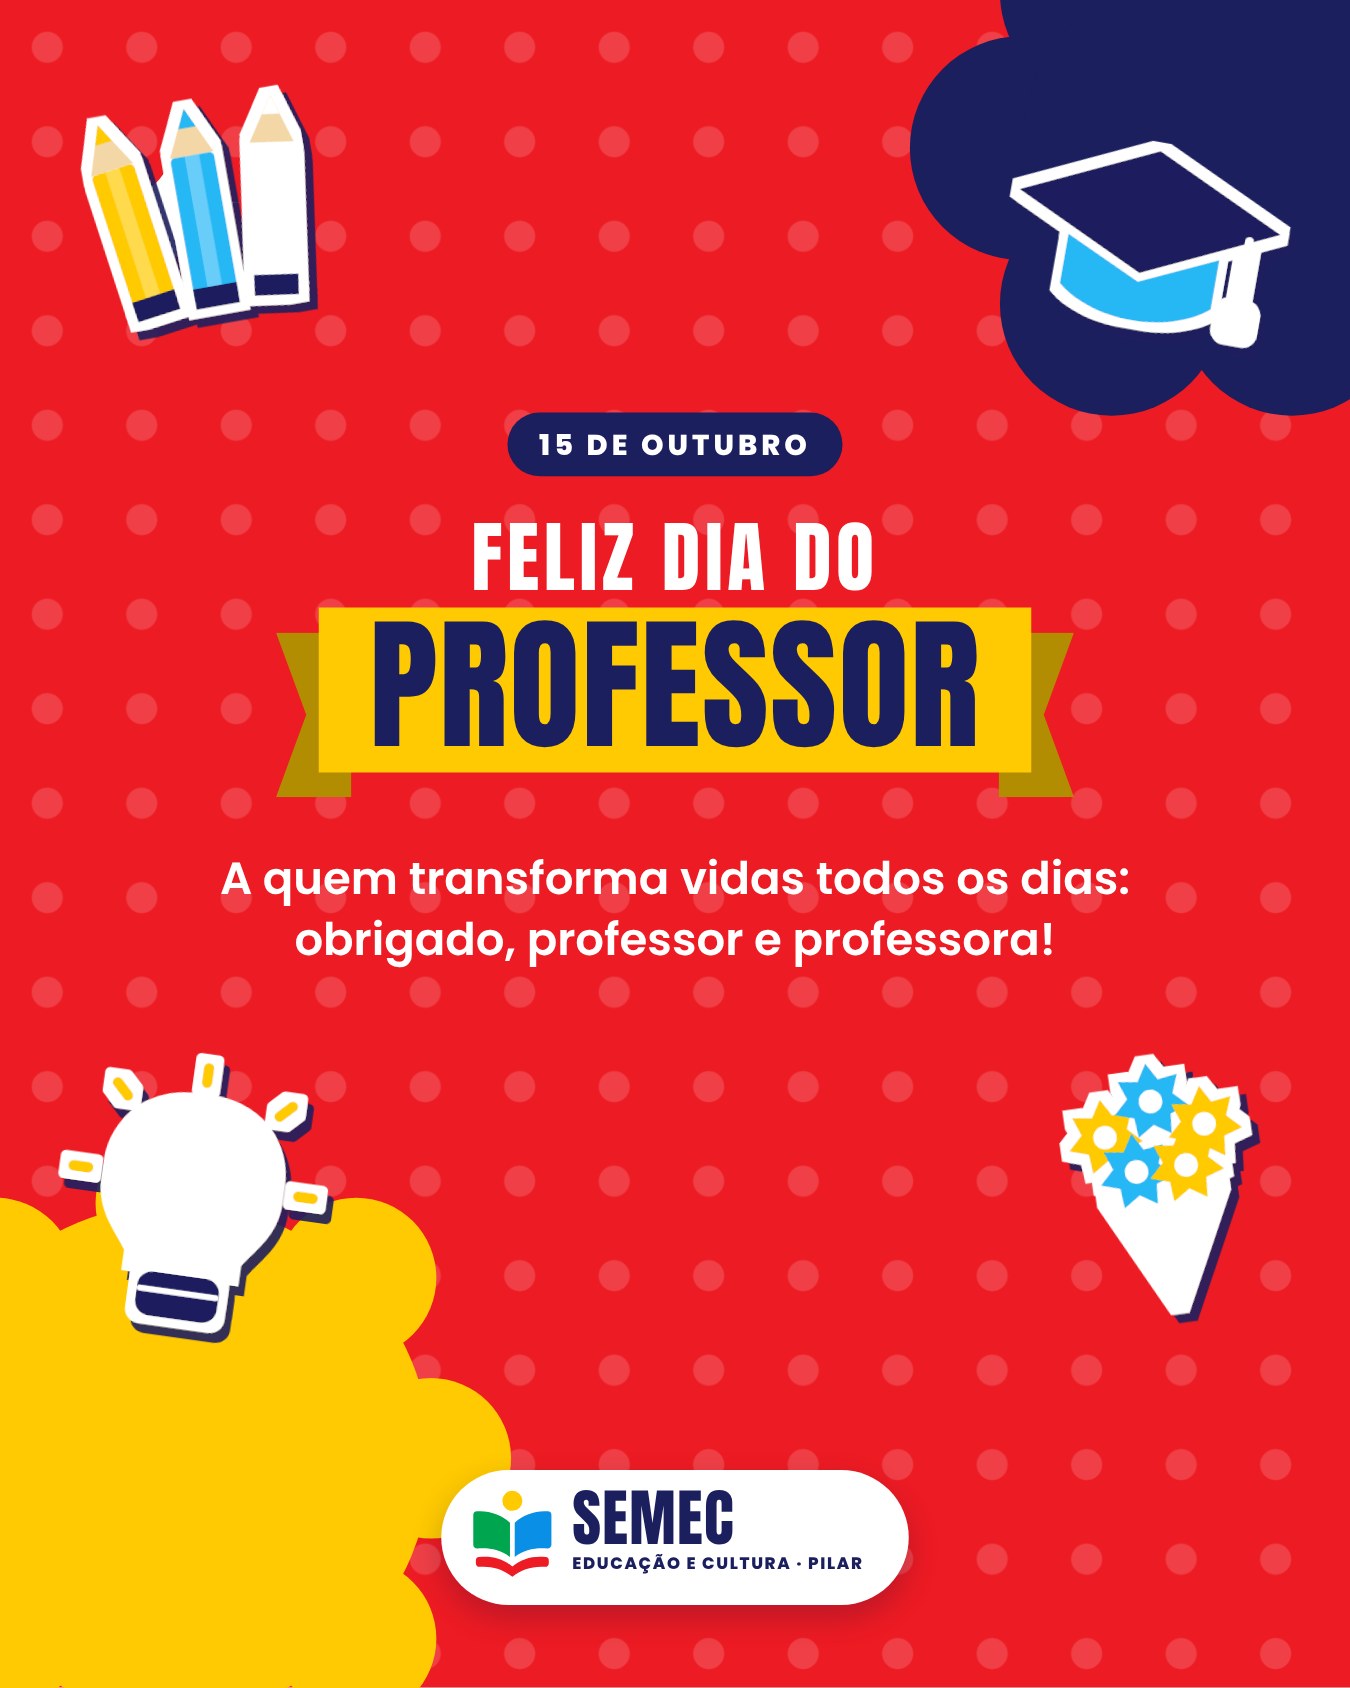 15 DE OUTUBRO
FELIZ DIA DO
PROFESSOR
A quem transforma vidas todos os dias:
obrigado, professor e professora!
SEMEC
EDUCAÇÃO E CULTURA · PILAR